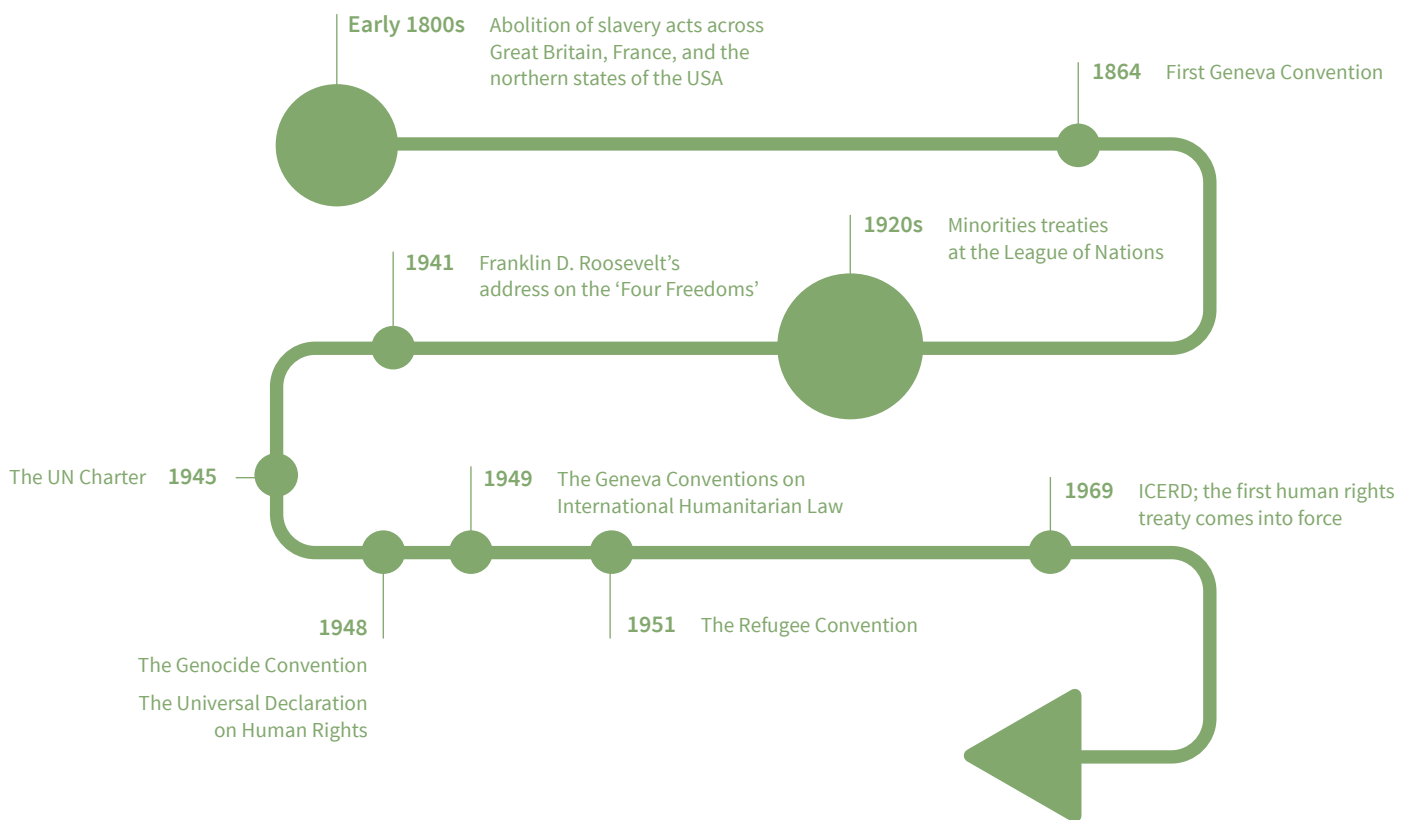 Early 1800s Abolition of slavery acts across
Great Britain, France, and the
northern states of the USA
1864 First Geneva Convention
1920s Minorities treaties
at the League of Nations
1941 Franklin D. Roosevelt’s
address on the ‘Four Freedoms’
The UN Charter 1945
1948
The Genocide Convention
The Universal Declaration
on Human Rights
1949 The Geneva Conventions on
International Humanitarian Law
1951 The Refugee Convention
1969 ICERD; the first human rights
treaty comes into force